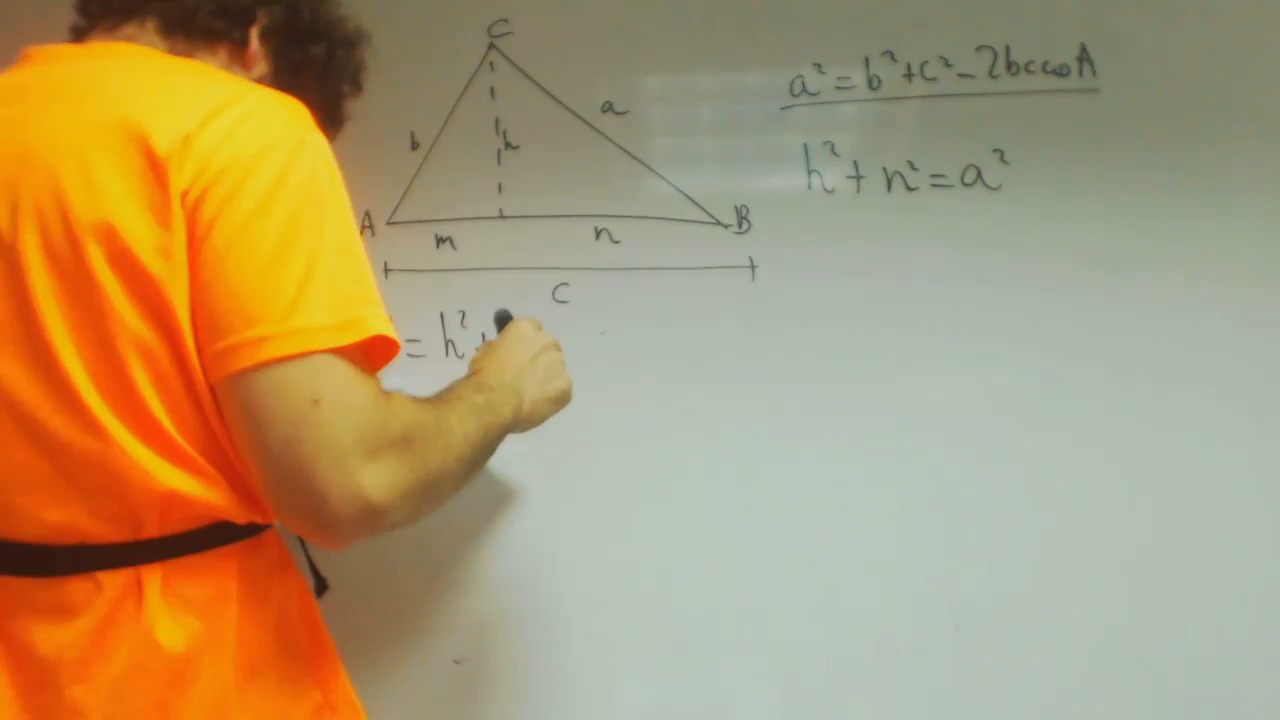 C
b
h
a
A
B
m
n
c
= h² +
a² = b² + c² - 2bc cos A
h² + n² = a²